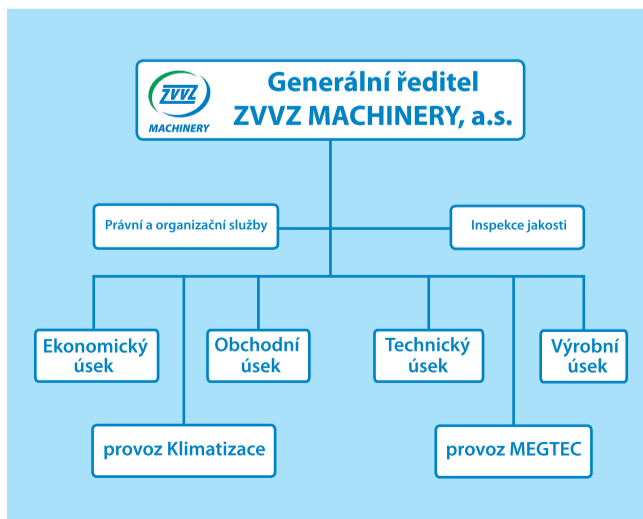 ZVVZ
MACHINERY
Generální ředitel
ZVVZ MACHINERY, a.s.
Právní a organizační služby
Inspekce jakosti
Ekonomický
úsek
Obchodní
úsek
Technický
úsek
Výrobní
úsek
provoz Klimatizace
provoz MEGTEC